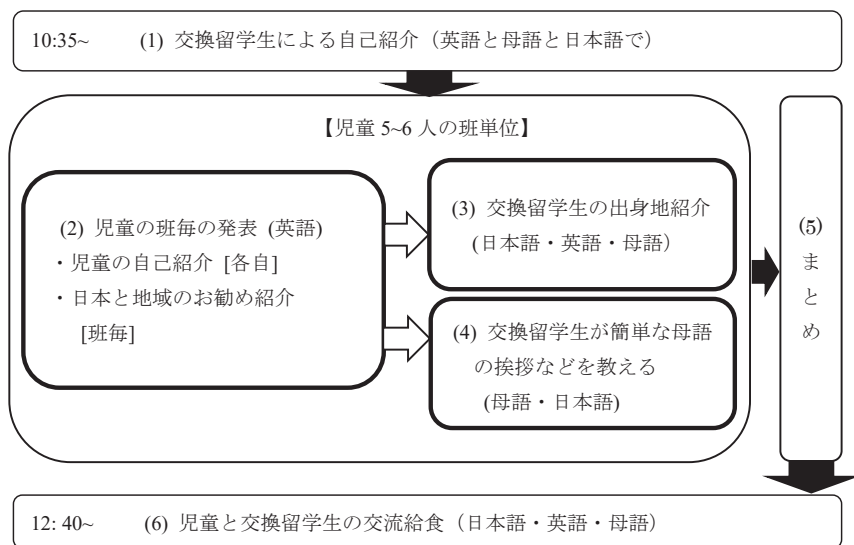 10:35~ (1) 交換留学生による自己紹介（英語と母語と日本語で）
【児童 5~6 人の班単位】
(2) 児童の班毎の発表 (英語)
・児童の自己紹介 [各自]
・日本と地域のお勧め紹介
[班毎]
(3) 交換留学生の出身地紹介
(日本語・英語・母語）
(4) 交換留学生が簡単な母語
の挨拶などを教える
(母語・日本語)
(5)
ま
と
め
12: 40~ (6) 児童と交換留学生の交流給食（日本語・英語・母語）